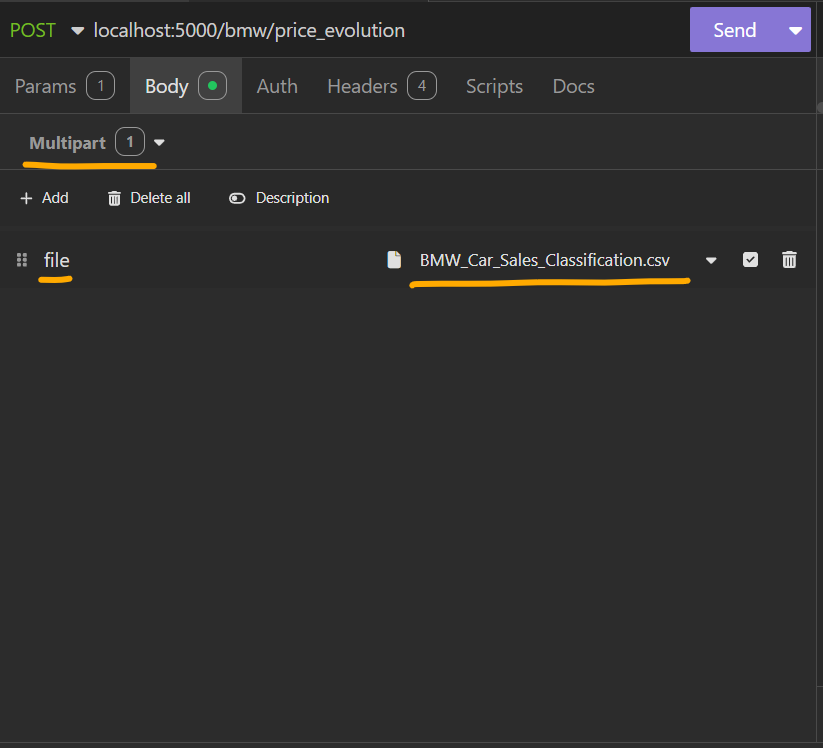 POST localhost:5000/bmw/price_evolution Send
Params 1 Body Auth Headers 4 Scripts Docs
Multipart 1
+ Add Delete all Description
file BMW_Car_Sales_Classification.csv